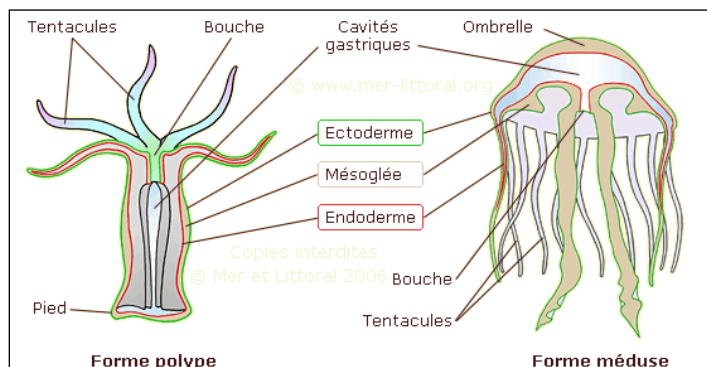 Tentacules
Bouche
Cavités
gastriques
Ombrelle
© www.mer-littoral.org
Ectoderme
Mésoglée
Endoderme
Copies interdites
© Mer et Littoral 2006
Bouche
Pied
Tentacules
Forme polype
Forme méduse